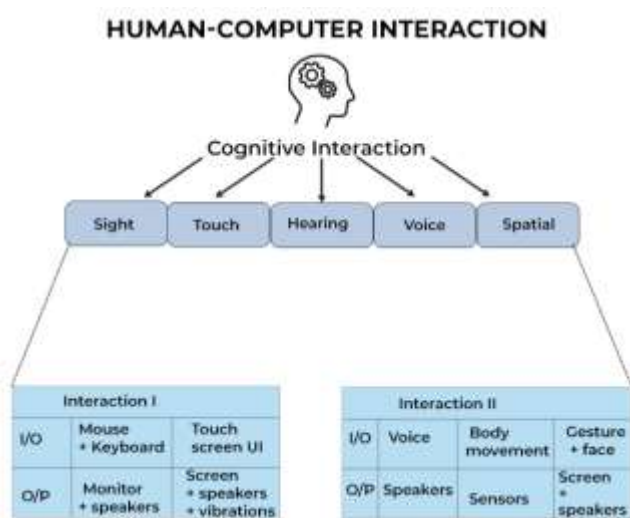 HUMAN-COMPUTER INTERACTION
Cognitive Interaction
Sight Touch Hearing Voice Spatial
Interaction I
I/O Mouse + Keyboard Touch screen UI
O/P Monitor + speakers Screen + speakers + vibrations
Interaction II
I/O Voice Body movement Gesture + face
O/P Speakers Sensors Screen + speakers